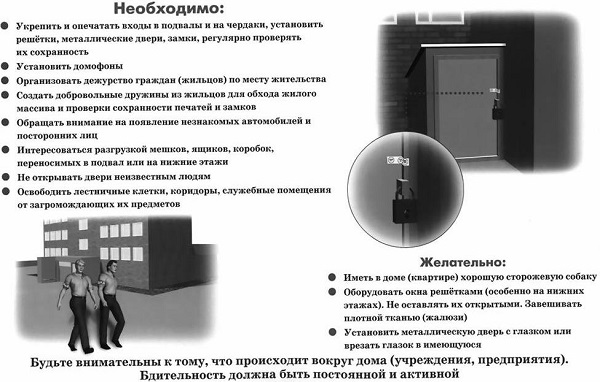 Необходимо:
Укрепить и опечатать входы в подвалы и на чердаки, установить
решётки, металлические двери, замки, регулярно проверять
их сохранность
Установить домофоны
Организовать дежурство граждан (жильцов) по месту жительства
Создать добровольные дружины из жильцов для обхода жилого
массива и проверки сохранности печатей и замков
Обращать внимание на появление незнакомых автомобилей и
посторонних лиц
Интересоваться разгрузкой мешков, ящиков, коробок,
переносимых в подвал или на нижние этажи
Не открывать двери неизвестным людям
Освободить лестничные клетки, коридоры, служебные помещения
от загромождающих их предметов
Желательно:
Иметь в доме (квартире) хорошую сторожевую собаку
Оборудовать окна решётками (особенно на нижних
этажах). Не оставлять их открытыми. Завешивать
плотной тканью (жалюзи)
Установить металлическую дверь с глазком или
врезать глазок в имеющуюся
Будьте внимательны к тому, что происходит вокруг дома (учреждения, предприятия).
Бдительность должна быть постоянной и активной